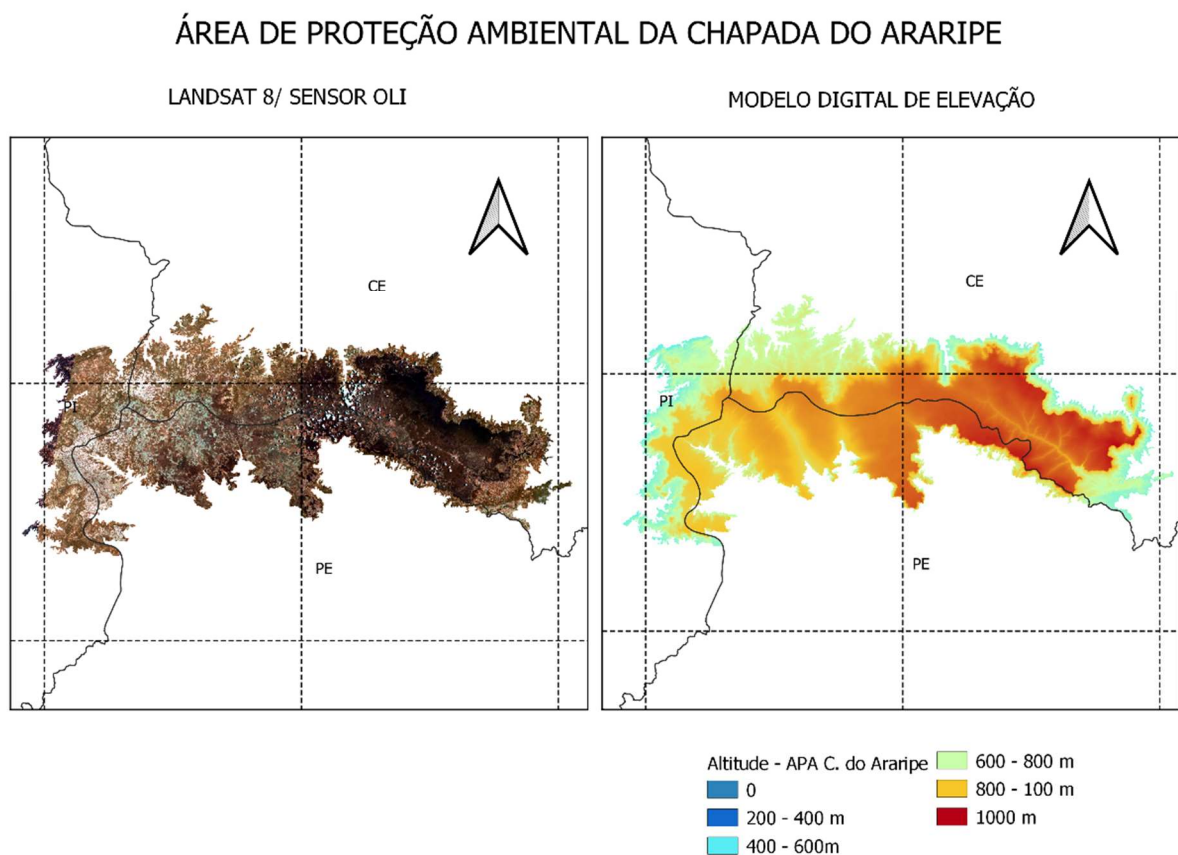 ÁREA DE PROTEÇÃO AMBIENTAL DA CHAPADA DO ARARIPE
LANDSAT 8/ SENSOR OLI
MODELO DIGITAL DE ELEVAÇÃO
CE
PI
PE
CE
PI
PE
Altitude - APA C. do Araripe
0
200 - 400 m
400 - 600m
600 - 800 m
800 - 100 m
1000 m